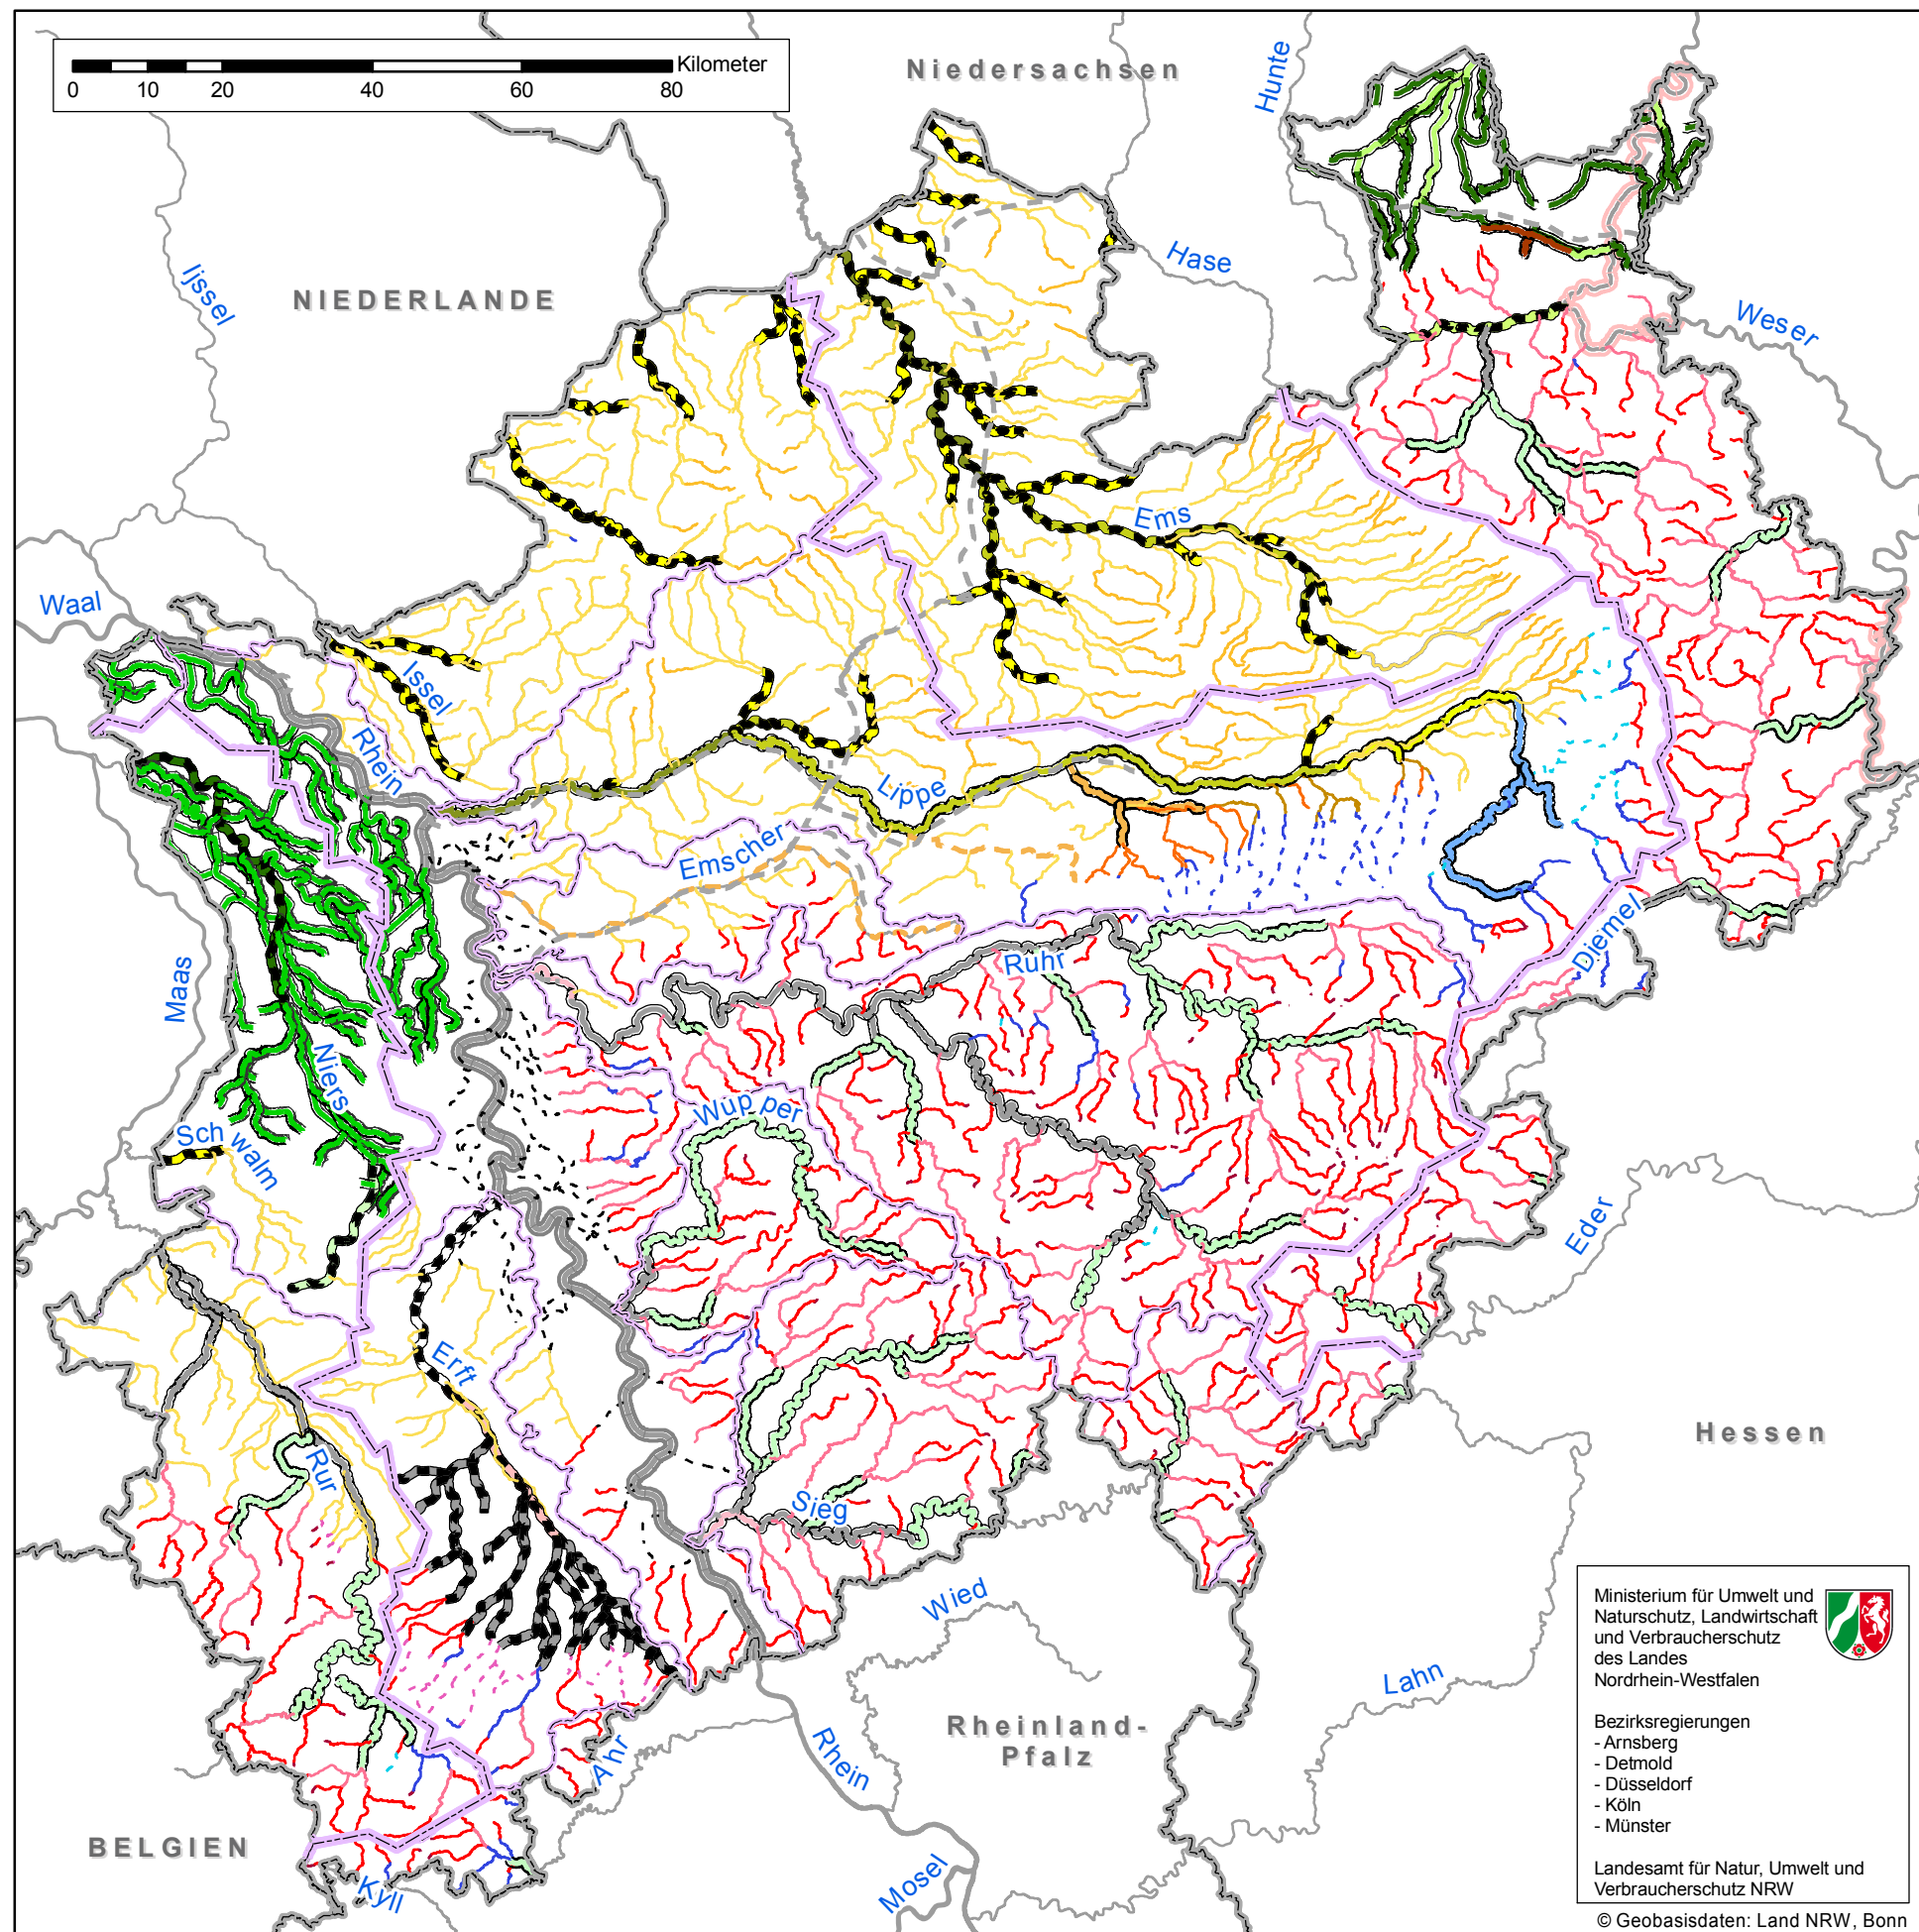 Kilometer
0 10 20 40 60 80
Niedersachsen
Hunte
Ijssel
NIEDERLANDE
Hase
Weser
Ems
Waal
Issel
Rhein
Lippe
Emscher
Maas
Ruhr
Diemel
Niers
Wup per
Sch walm
Eder
Erft
Rur
Hessen
Sieg
Wied
Lahn
Rheinland-
Pfalz
Ahr
Rhein
BELGIEN
Kyll
Mosel
Ministerium für Umwelt und
Naturschutz, Landwirtschaft
und Verbraucherschutz
des Landes
Nordrhein-Westfalen
Bezirksregierungen
- Arnsberg
- Detmold
- Düsseldorf
- Köln
- Münster
Landesamt für Natur, Umwelt und
Verbraucherschutz NRW
© Geobasisdaten: Land NRW, Bonn